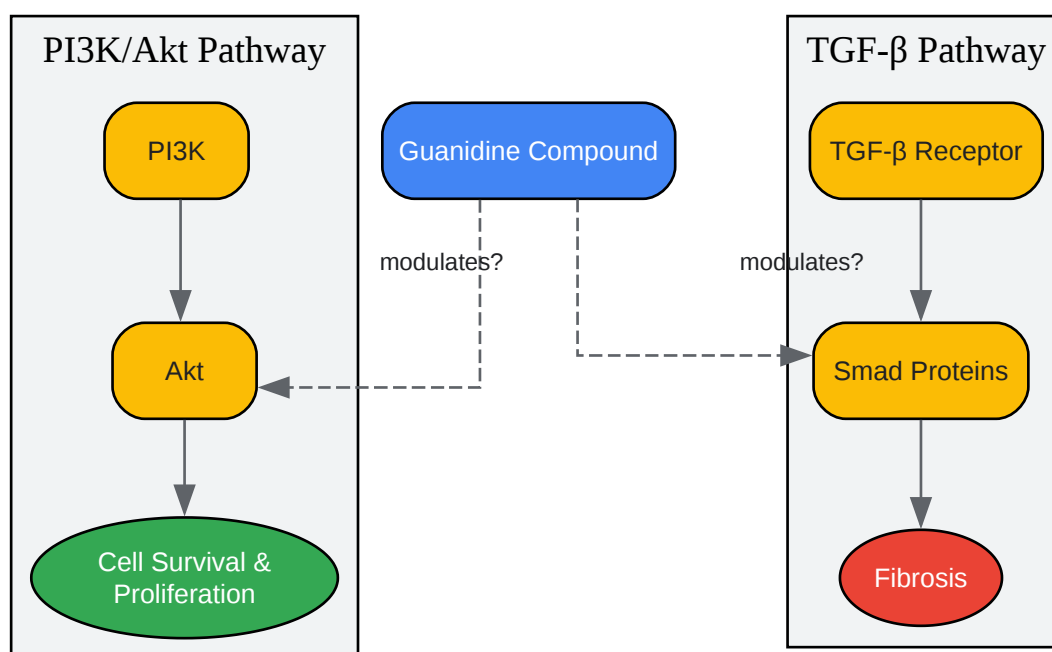 PI3K/Akt Pathway
TGF-β Pathway
PI3K
Guanidine Compound
TGF-β Receptor
modulates?
modulates?
Akt
Smad Proteins
Cell Survival &
Proliferation
Fibrosis